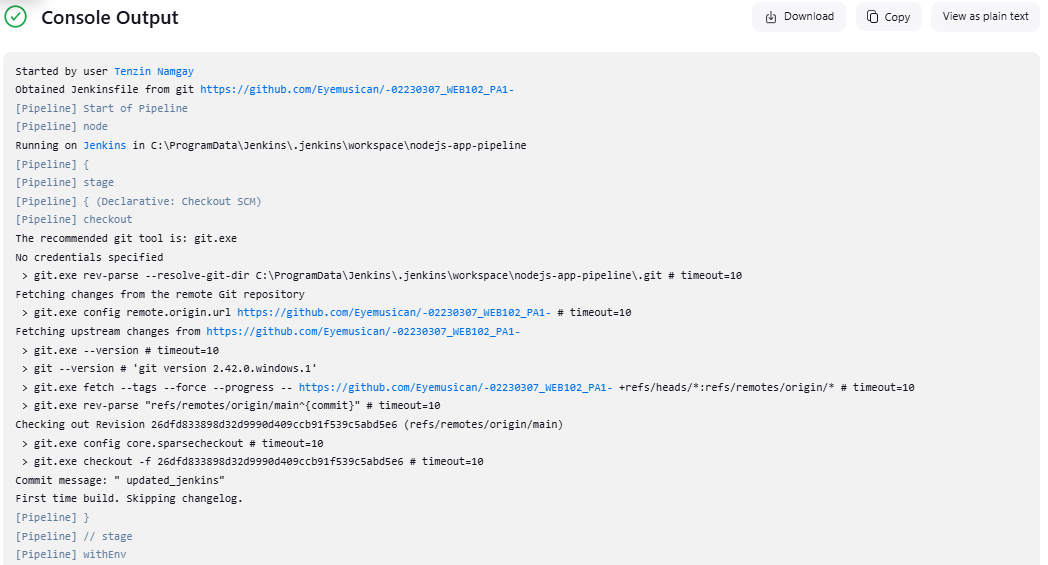 Console Output
Download
Copy
View as plain text
Started by user Tenzin Namgay
Obtained Jenkinsfile from git https://github.com/Eyemusican/-02230307_WEB102_PA1-
[Pipeline] Start of Pipeline
[Pipeline] node
Running on Jenkins in C:\ProgramData\Jenkins\.jenkins\workspace\nodejs-app-pipeline
[Pipeline] {
[Pipeline] stage
[Pipeline] { (Declarative: Checkout SCM)
[Pipeline] checkout
The recommended git tool is: git.exe
No credentials specified
 > git.exe rev-parse --resolve-git-dir C:\ProgramData\Jenkins\.jenkins\workspace\nodejs-app-pipeline\.git # timeout=10
Fetching changes from the remote Git repository
 > git.exe config remote.origin.url https://github.com/Eyemusican/-02230307_WEB102_PA1- # timeout=10
Fetching upstream changes from https://github.com/Eyemusican/-02230307_WEB102_PA1-
 > git.exe --version # timeout=10
 > git --version # 'git version 2.42.0.windows.1'
 > git.exe fetch --tags --force --progress -- https://github.com/Eyemusican/-02230307_WEB102_PA1- +refs/heads/*:refs/remotes/origin/* # timeout=10
 > git.exe rev-parse "refs/remotes/origin/main^{commit}" # timeout=10
Checking out Revision 26dfd833898d32d9990d409ccb91f539c5abd5e6 (refs/remotes/origin/main)
 > git.exe config core.sparsecheckout # timeout=10
 > git.exe checkout -f 26dfd833898d32d9990d409ccb91f539c5abd5e6 # timeout=10
Commit message: " updated_jenkins"
First time build. Skipping changelog.
[Pipeline] }
[Pipeline] // stage
[Pipeline] withEnv